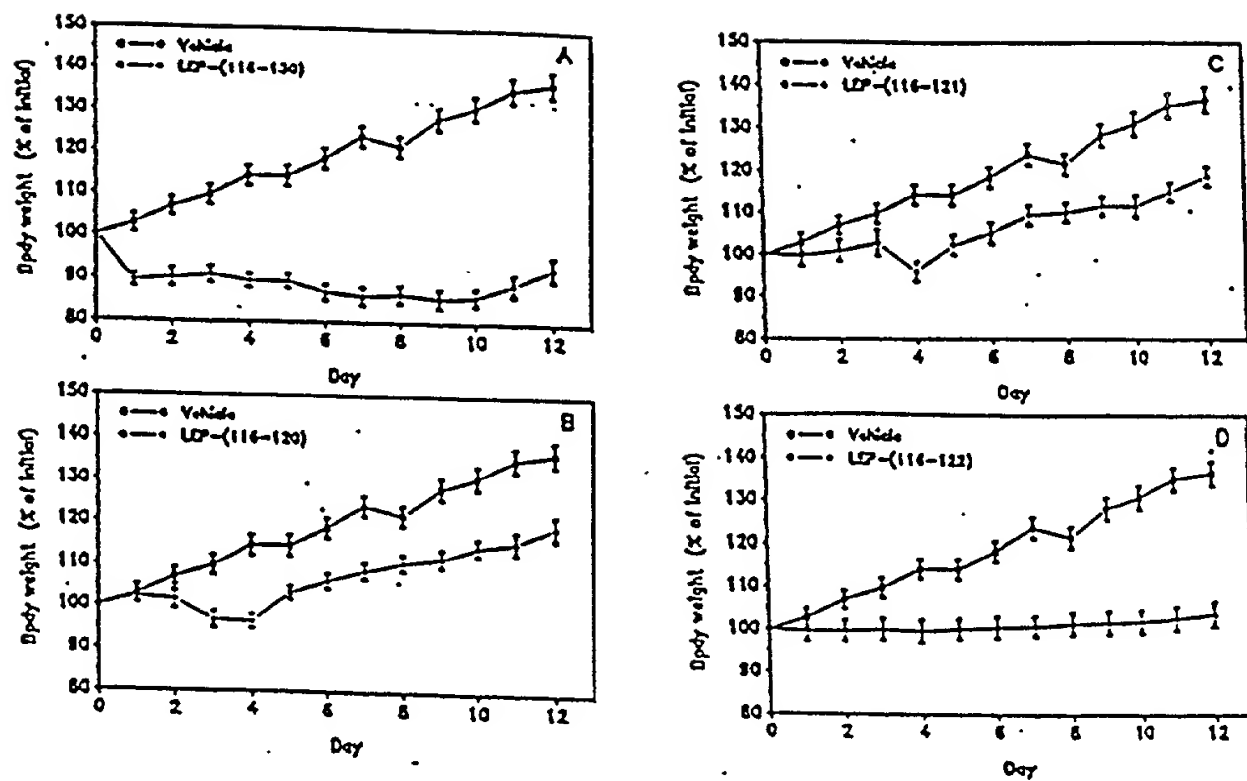 A
Vehicle
LEP-(116-130)
Body weight (% of Initial)
150
140
130
120
110
100
90
80
0 2 4 6 8 10 12
Day
C
Vehicle
LEP-(116-121)
Body weight (% of Initial)
150
140
130
120
110
100
90
80
0 2 4 6 8 10 12
Day
B
Vehicle
LEP-(116-120)
Body weight (% of Initial)
150
140
130
120
110
100
90
80
0 2 4 6 8 10 12
Day
D
Vehicle
LEP-(116-122)
Body weight (% of Initial)
150
140
130
120
110
100
90
80
0 2 4 6 8 10 12
Day